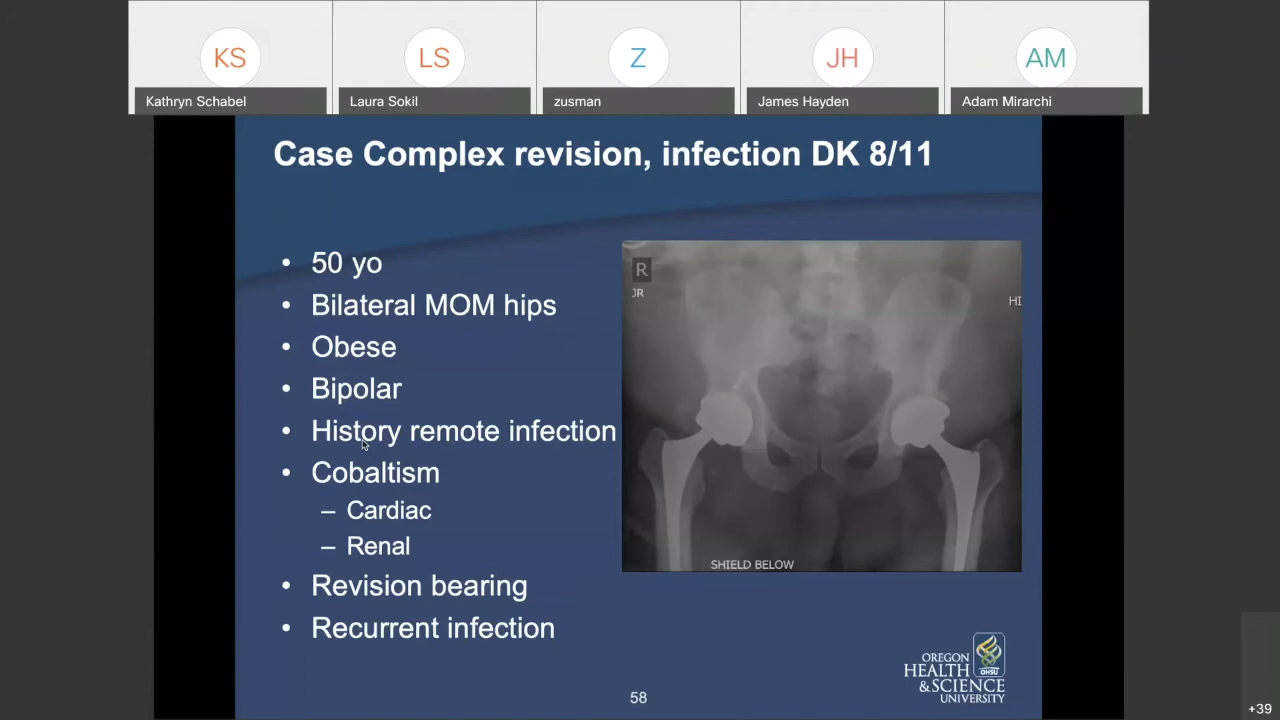 KS
LS
Z
JH
AM
Kathryn Schabel
Laura Sokil
zusman
James Hayden
Adam Mirarchi
Case Complex revision, infection DK 8/11
• 50 yo
• Bilateral MOM hips
• Obese
• Bipolar
• History remote infection
• Cobaltism
– Cardiac
– Renal
• Revision bearing
• Recurrent infection
R
JR
HI
SHIELD BELOW
OREGON
HEALTH
&SCIENCE
UNIVERSITY
OHSU
58
+39